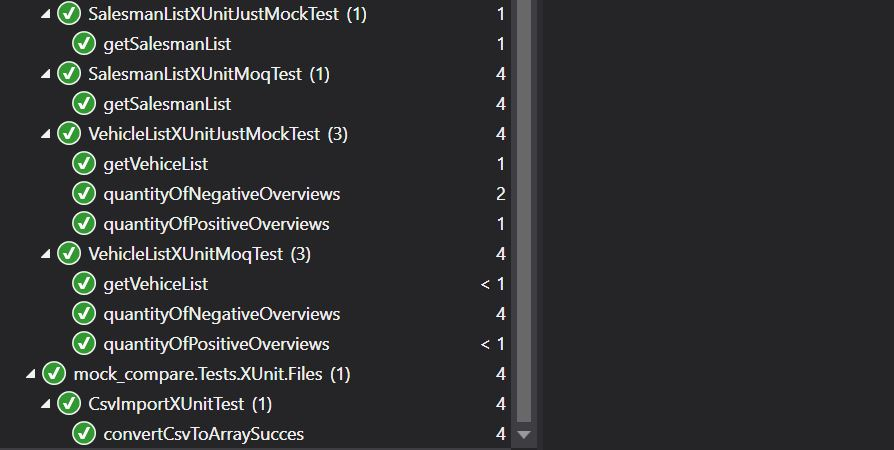 SalesmanListXUnitJustMockTest (1) 1
getSalesmanList 1
SalesmanListXUnitMoqTest (1) 4
getSalesmanList 4
VehicleListXUnitJustMockTest (3) 4
getVehiceList 1
quantityOfNegativeOverviews 2
quantityOfPositiveOverviews 1
VehicleListXUnitMoqTest (3) 4
getVehiceList < 1
quantityOfNegativeOverviews 4
quantityOfPositiveOverviews < 1
mock_compare.Tests.XUnit.Files (1) 4
CsvImportXUnitTest (1) 4
convertCsvToArraySucces 4